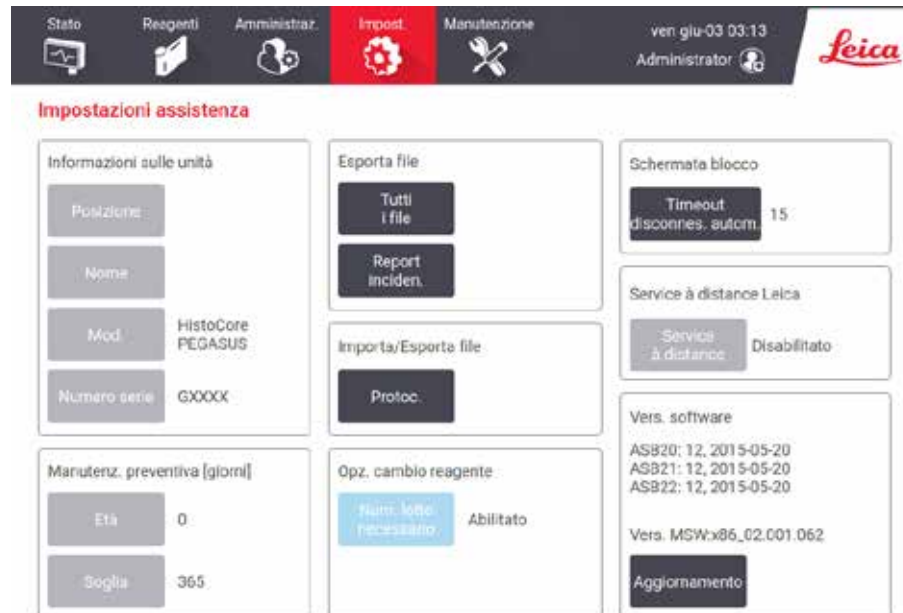 Stato
Reagenti
Amministraz.
Impost.
Manutenzione
ven giu-03 03:13
Administrator
Leica
Impostazioni assistenza
Informazioni sulle unità
Posizione
Nome
Mod.
HistoCore
PEGASUS
Numero serie
GXXXX
Manutenz. preventiva [giorni]
Età
0
Soglia
365
Esporta file
Tutti
i file
Report
inciden.
Importa/Esporta file
Protoc.
Opz. cambio reagente
Num. lotto
necessario
Abilitato
Schermata blocco
Timeout
disconnes. autom.
15
Service à distance Leica
Service
à distance
Disabilitato
Vers. software
ASB20: 12, 2015-05-20
ASB21: 12, 2015-05-20
ASB22: 12, 2015-05-20
Vers. MSW:x86_02.001.062
Aggiornamento